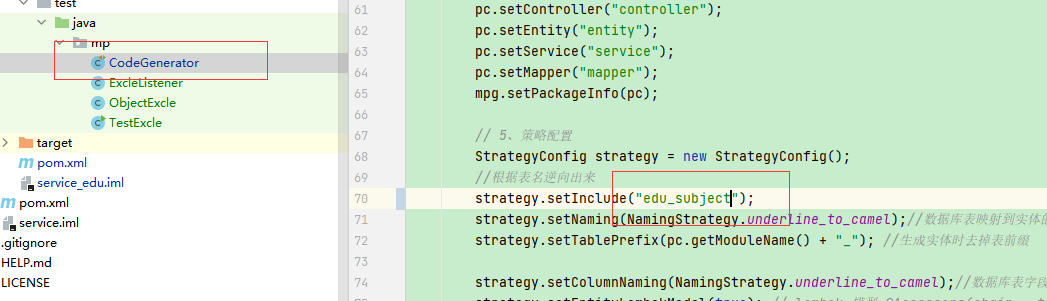 test
java
mp
CodeGenerator
ExcleListener
ObjectExcle
TestExcle
target
pom.xml
service_edu.iml
pom.xml
service.iml
.gitignore
HELP.md
LICENSE
61 pc.setController("controller");
62 pc.setEntity("entity");
63 pc.setService("service");
64 pc.setMapper("mapper");
65 mpg.setPackageInfo(pc);
66
67 // 5、策略配置
68 StrategyConfig strategy = new StrategyConfig();
69 //根据表名逆向出来
70 strategy.setInclude("edu_subject");
71 strategy.setNaming(NamingStrategy.underline_to_camel);//数据库表映射到实体的
72 strategy.setTablePrefix(pc.getModuleName() + "_"); //生成实体时去掉表前缀
73
74 strategy.setColumnNaming(NamingStrategy.underline_to_camel);//数据库表字段